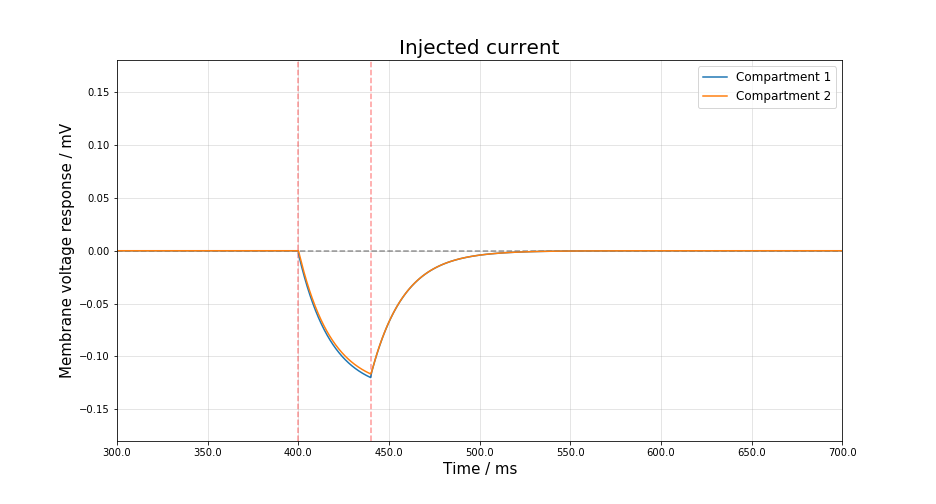 Injected current
Compartment 1
Compartment 2
Membrane voltage response / mV
0.15
0.10
0.05
0.00
−0.05
−0.10
−0.15
300.0 350.0 400.0 450.0 500.0 550.0 600.0 650.0 700.0
Time / ms